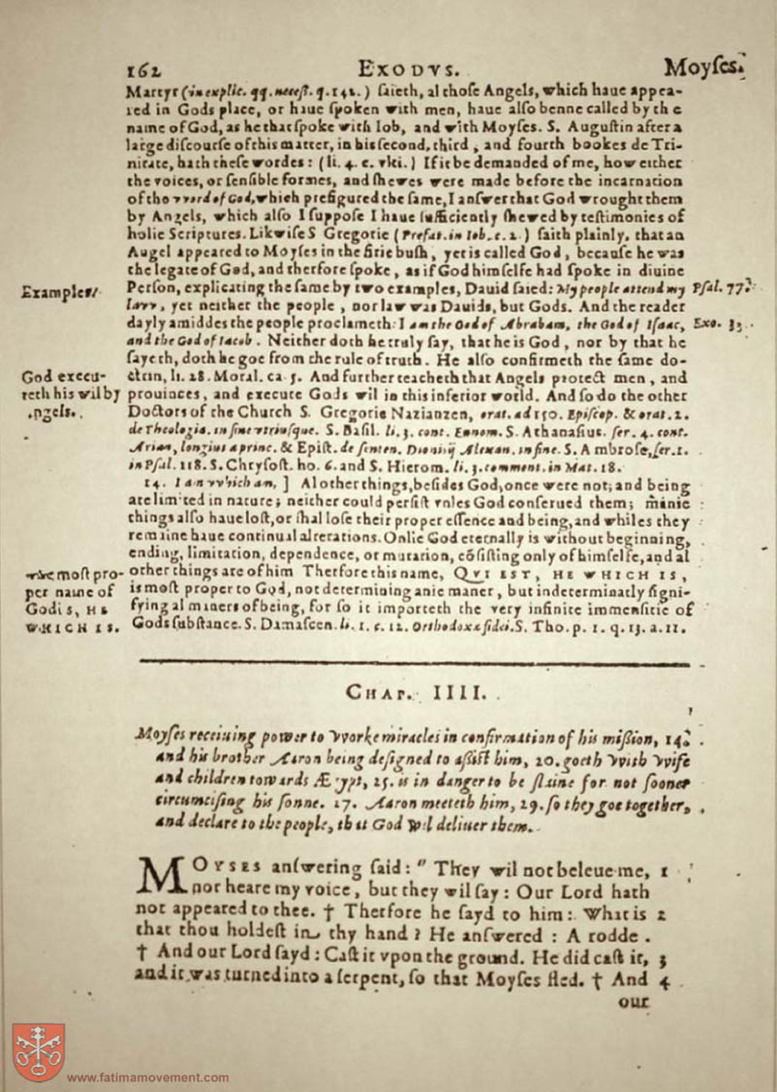 162 EXODVS. Moyſes.
Martyr (in explic. qq. neceſſ. q. 142.) ſaieth, al thoſe Angels, which haue appea-
red in Gods place, or haue ſpoken with men, haue alſo benne called by the
name of God, as he that ſpoke with Iob, and with Moyſes. S. Auguſtin after a
large diſcourſe of this matter, in his ſecond, third, and fourth bookes de Tri-
nitate, hath theſe wordes: (li. 4. c. vlti.) If it be demanded of me, how either
the voices, or ſenſible formes, and ſhewes were made before the incarnation
of the word of God, which prefigured the ſame, I anſwer that God wrought them
by Angels, which alſo I ſuppoſe I haue ſufficiently ſhewed by teſtimonies of
holie Scriptures. Likwiſe S Gregorie (Prefat. in Iob. c. 2.) ſaith plainly, that an
Augel appeared to Moyſes in the firie buſh, yet is called God, becauſe he was
the legate of God, and therfore ſpoke, as if God himſelfe had ſpoke in diuine
Examples. Perſon, explicating the ſame by two examples, Dauid ſaied: My people attend my Pſal. 77.
lavv, yet neither the people, nor law was Dauids, but Gods. And the reader
dayly amiddes the people proclameth: I am the God of Abraham, the God of Iſaac, Exo. 33.
and the God of Iacob. Neither doth he truly ſay, that he is God, nor by that he
ſayeth, doth he goe from the rule of truth. He alſo confirmeth the ſame do-
God execu- ctrin, li. 28. Moral. ca. 5. And further teacheth that Angels protect men, and
teth his wil by prouinces, and execute Gods wil in this inferior world. And ſo do the other
Angels. Doctors of the Church S. Gregorie Nazianzen, orat. ad 150. Epiſcop. & orat. 2.
de Theologia. in fine vtriuſque. S. Baſil. li. 3. cont. Eunom. S. Athanaſius. ſer. 4. cont.
Arian, longius a princ. & Epiſt. de ſenten. Dioniſij Alexan. in fine. S. Ambroſe, ſer. 1.
in Pſal. 118. S. Chryſoſt. ho. 6. and S. Hierom. li. 3. comment. in Mat. 18.
14. I am vvhich am, ] Al other things, beſides God, once were not; and being
are limited in nature; neither could perſiſt vnles God conſerued them; manie
things alſo haue loſt, or ſhal loſe their proper eſſence and being, and whiles they
remaine haue continual alterations. Onlie God eternally is without beginning,
ending, limitation, dependence, or mutation, cōſiſting only of himſelfe, and al
most pro- other things are of him Therfore this name, QVI EST, HE WHICH IS,
per name of is moſt proper to God, not determining anie maner, but indeterminatly ſigni-
God is, HE fying al maners of being, for ſo it importeth the very infinite immenſitie of
WHICH IS. Gods ſubſtance. S. Damaſcen. li. 1. c. 12. Orthodoxæ fidei. S. Tho. p. 1. q. 13. a. 11.
CHAP. IIII.
Moyſes receiuing power to vvorke miracles in confirmation of his miſsion, 14.
and his brother Aaron being deſigned to aſsiſt him, 20. goeth vvith vvife
and children towards Ægypt, 25. is in danger to be ſlaine for not ſooner
circumciſing his ſonne. 27. Aaron meeteth him, 29. ſo they goe together,
and declare to the people, that God wil deliuer them.
MOYSES anſwering ſaid: " They wil not beleue me, 1
nor heare my voice, but they wil ſay: Our Lord hath
not appeared to thee. † Therfore he ſayd to him: What is 2
that thou holdeſt in thy hand? He anſwered: A rodde.
† And our Lord ſayd: Caſt it vpon the ground. He did caſt it, 3
and it was turned into a ſerpent, ſo that Moyſes fled. † And 4
our
www.fatimamovement.com